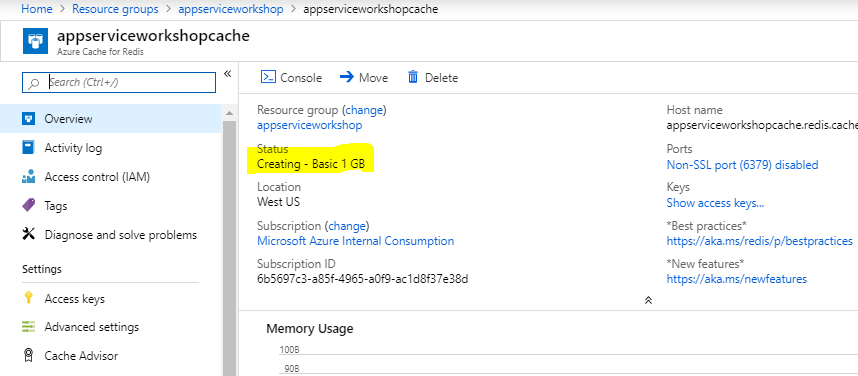 Home > Resource groups > appserviceworkshop > appserviceworkshopcache
appserviceworkshopcache
Azure Cache for Redis
Search (Ctrl+/)
«
Overview
Activity log
Access control (IAM)
Tags
Diagnose and solve problems
Settings
Access keys
Advanced settings
Cache Advisor
Console
Move
Delete
Resource group (change)
appserviceworkshop
Status
Creating - Basic 1 GB
Location
West US
Subscription (change)
Microsoft Azure Internal Consumption
Subscription ID
6b5697c3-a85f-4965-a0f9-ac1d8f37e38d
Host name
appserviceworkshopcache.redis.cache
Ports
Non-SSL port (6379) disabled
Keys
Show access keys...
*Best practices*
https://aka.ms/redis/p/bestpractices
*New features*
https://aka.ms/newfeatures
Memory Usage
100B
90B